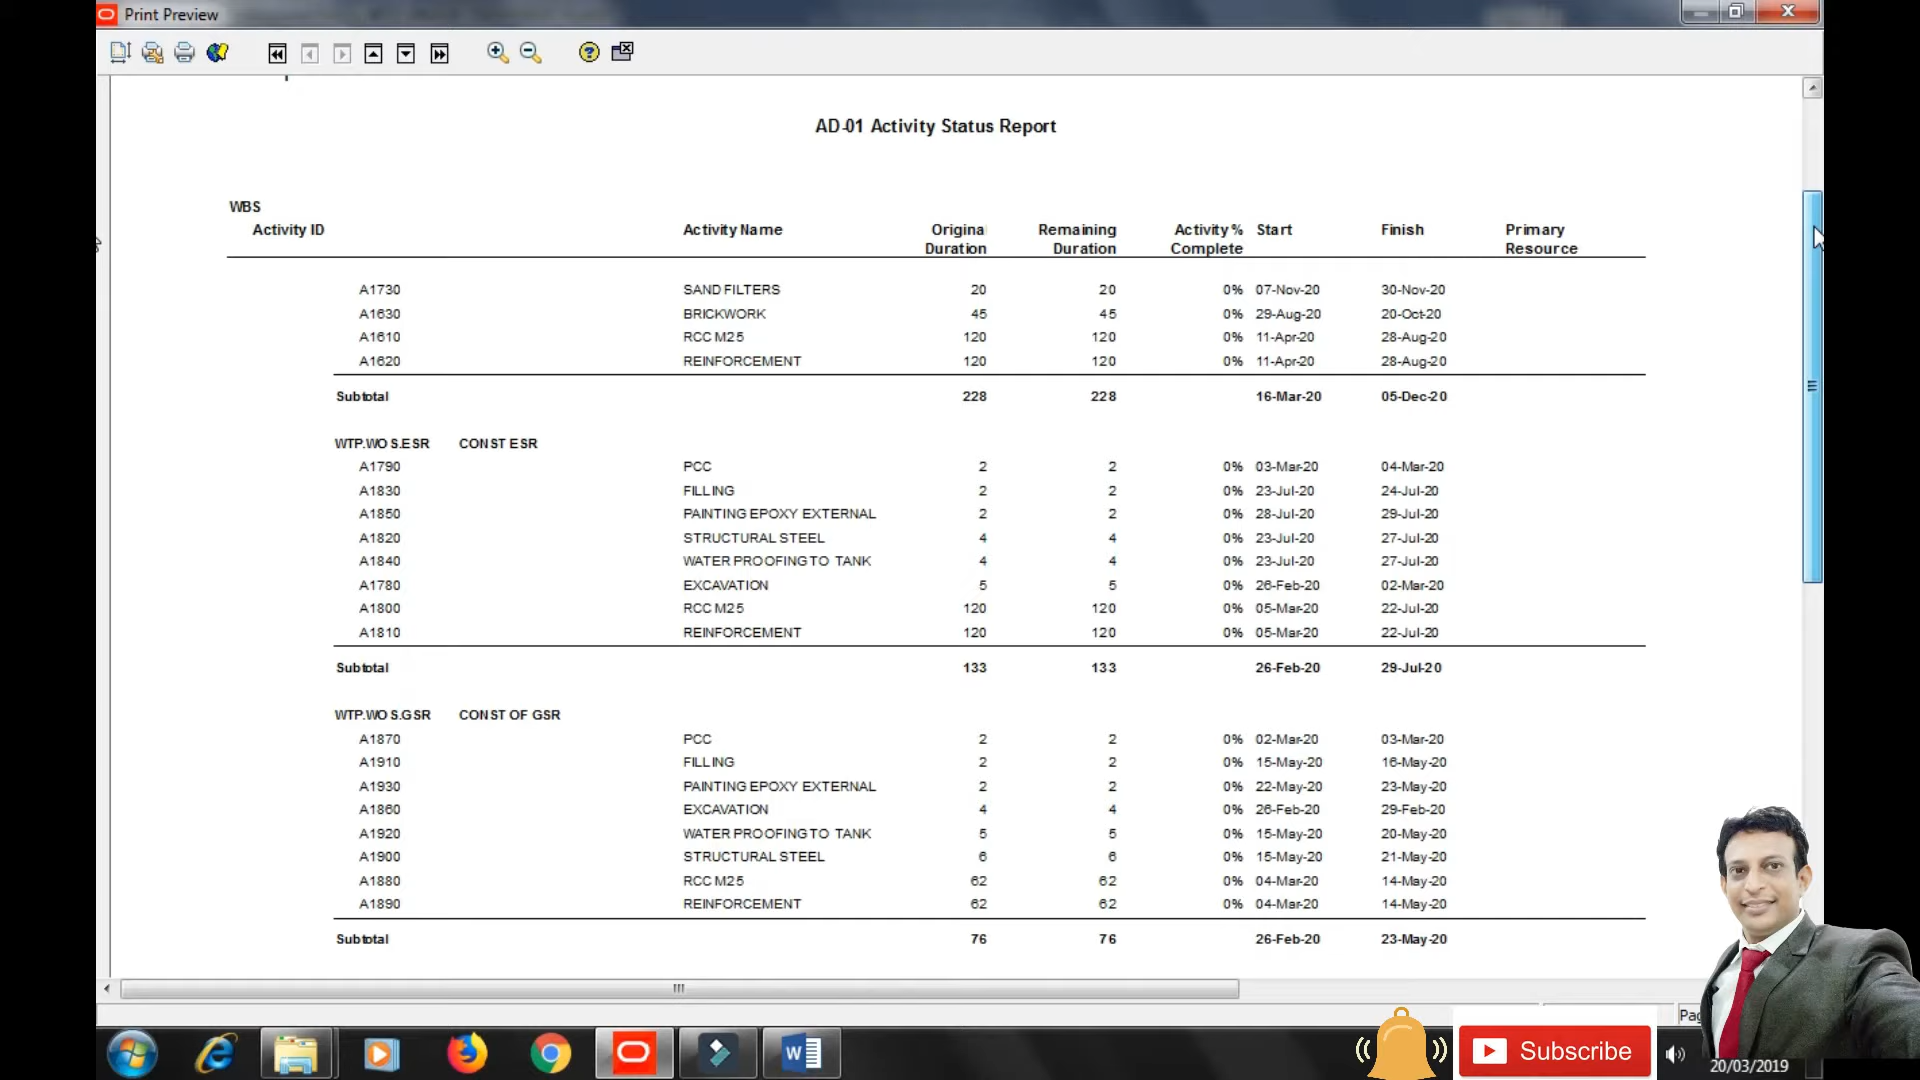 Print Preview
AD-01 Activity Status Report
WBS
Activity ID Activity Name Origina Duration Remaining Duration Activity % Complete Start Finish Primary Resource
A1730 SAND FILTERS 20 20 0% 07-Nov-20 30-Nov-20
A1630 BRICKWORK 45 45 0% 29-Aug-20 20-Oct-20
A1610 RCC M25 120 120 0% 11-Apr-20 28-Aug-20
A1620 REINFORCEMENT 120 120 0% 11-Apr-20 28-Aug-20
Subtotal 228 228 16-Mar-20 05-Dec-20
WTP.WOS.ESR CONST ESR
A1790 PCC 2 2 0% 03-Mar-20 04-Mar-20
A1830 FILLING 2 2 0% 23-Jul-20 24-Jul-20
A1850 PAINTING EPOXY EXTERNAL 2 2 0% 28-Jul-20 29-Jul-20
A1820 STRUCTURAL STEEL 4 4 0% 23-Jul-20 27-Jul-20
A1840 WATER PROOFING TO TANK 4 4 0% 23-Jul-20 27-Jul-20
A1780 EXCAVATION 5 5 0% 26-Feb-20 02-Mar-20
A1800 RCC M25 120 120 0% 05-Mar-20 22-Jul-20
A1810 REINFORCEMENT 120 120 0% 05-Mar-20 22-Jul-20
Subtotal 133 133 26-Feb-20 29-Jul-20
WTP.WOS.GSR CONST OF GSR
A1870 PCC 2 2 0% 02-Mar-20 03-Mar-20
A1910 FILLING 2 2 0% 15-May-20 16-May-20
A1930 PAINTING EPOXY EXTERNAL 2 2 0% 22-May-20 23-May-20
A1860 EXCAVATION 4 4 0% 26-Feb-20 29-Feb-20
A1920 WATER PROOFING TO TANK 5 5 0% 15-May-20 20-May-20
A1900 STRUCTURAL STEEL 6 6 0% 15-May-20 21-May-20
A1880 RCC M25 62 62 0% 04-Mar-20 14-May-20
A1890 REINFORCEMENT 62 62 0% 04-Mar-20 14-May-20
Subtotal 76 76 26-Feb-20 23-May-20
Pag
Subscribe
20/03/2019